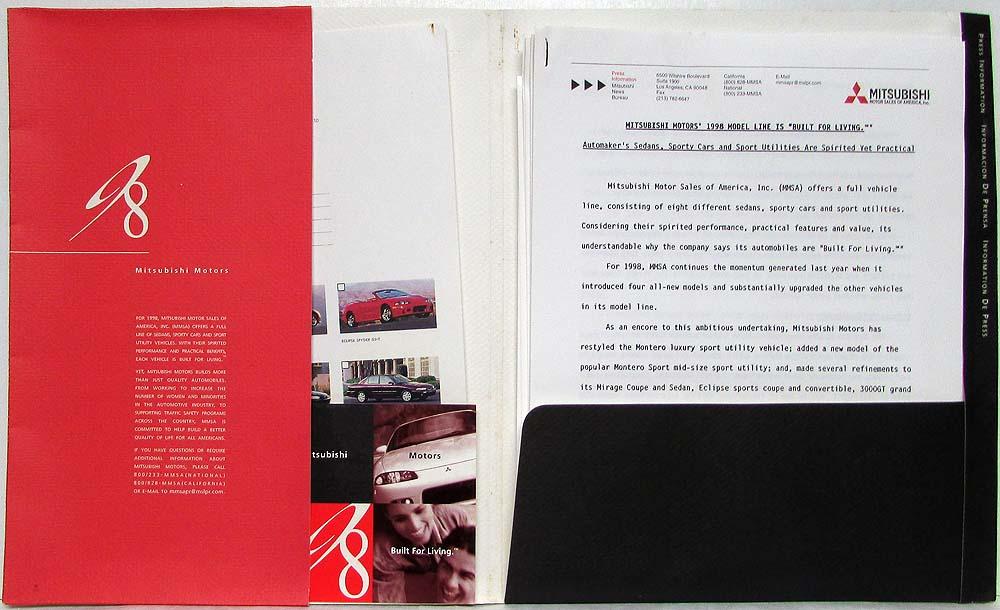 98
Mitsubishi Motors
FOR 1998, MITSUBISHI MOTOR SALES OF
AMERICA, INC. (MMSA) OFFERS A FULL
LINE OF SEDANS, SPORTY CARS AND SPORT
UTILITY VEHICLES. WITH THEIR SPIRITED
PERFORMANCE AND PRACTICAL BENEFITS,
EACH VEHICLE IS BUILT FOR LIVING.
YET, MITSUBISHI MOTORS BUILDS MORE
THAN JUST QUALITY AUTOMOBILES.
FROM WORKING TO INCREASE THE
NUMBER OF WOMEN AND MINORITIES
IN THE AUTOMOTIVE INDUSTRY, TO
SUPPORTING TRAFFIC SAFETY PROGRAMS
ACROSS THE COUNTRY, MMSA IS
COMMITTED TO HELP BUILD A BETTER
QUALITY OF LIFE FOR ALL AMERICANS.
IF YOU HAVE QUESTIONS OR REQUIRE
ADDITIONAL INFORMATION ABOUT
MITSUBISHI MOTORS, PLEASE CALL
800/233-MMSA(NATIONAL)
800/828-MMSA(CALIFORNIA)
OR E-MAIL TO mmsapr@mslpr.com.
ECLIPSE SPYDER GS-T
tsubishi
Motors
98
Built For Living.™
Press
Information
Mitsubishi
News
Bureau
6500 Wilshire Boulevard
Suite 1900
Los Angeles, CA 90048
Fax
(213) 782-6647
California
(800) 828-MMSA
National
(800) 233-MMSA
E-Mail
mmsapr@mslpr.com
MITSUBISHI
MOTOR SALES OF AMERICA, Inc.
MITSUBISHI MOTORS' 1998 MODEL LINE IS "BUILT FOR LIVING.™"
Automaker's Sedans, Sporty Cars and Sport Utilities Are Spirited Yet Practical
Mitsubishi Motor Sales of America, Inc. (MMSA) offers a full vehicle
line, consisting of eight different sedans, sporty cars and sport utilities.
Considering their spirited performance, practical features and value, its
understandable why the company says its automobiles are "Built For Living.™"
For 1998, MMSA continues the momentum generated last year when it
introduced four all-new models and substantially upgraded the other vehicles
in its model line.
As an encore to this ambitious undertaking, Mitsubishi Motors has
restyled the Montero luxury sport utility vehicle; added a new model of the
popular Montero Sport mid-size sport utility; and, made several refinements to
its Mirage Coupe and Sedan, Eclipse sports coupe and convertible, 3000GT grand
PRESS INFORMATION INFORMACION DE PRENSA INFORMATION DE PRESS